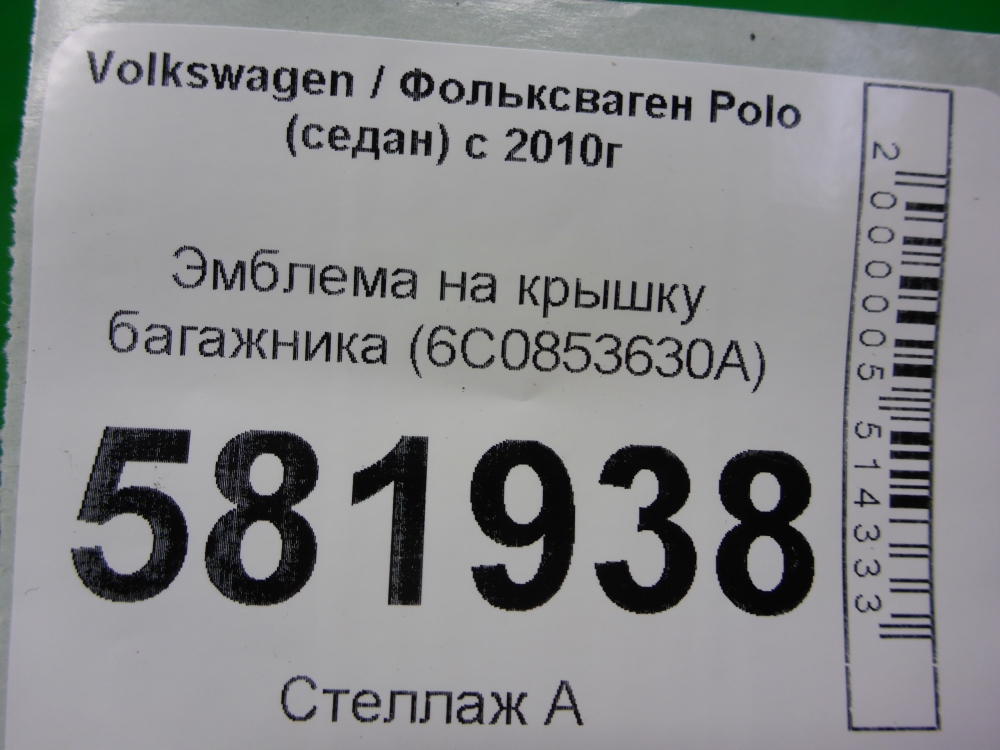 Volkswagen / Фольксваген Polo
(седан) с 2010г
Эмблема на крышку
багажника (6C0853630A)
581938
Стеллаж А
2000005514333